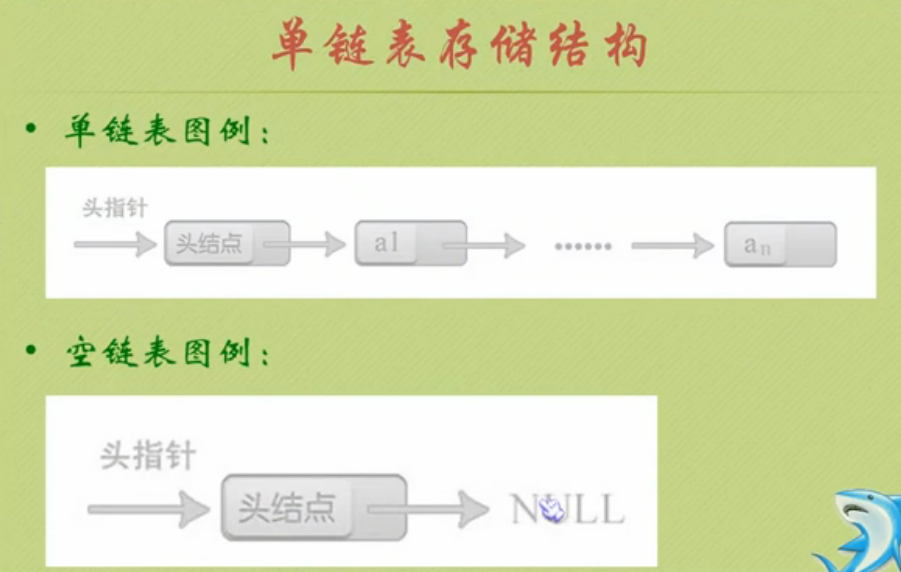 单链表存储结构
• 单链表图例：
头指针
头结点 a1 …… an
• 空链表图例：
头指针
头结点 NULL